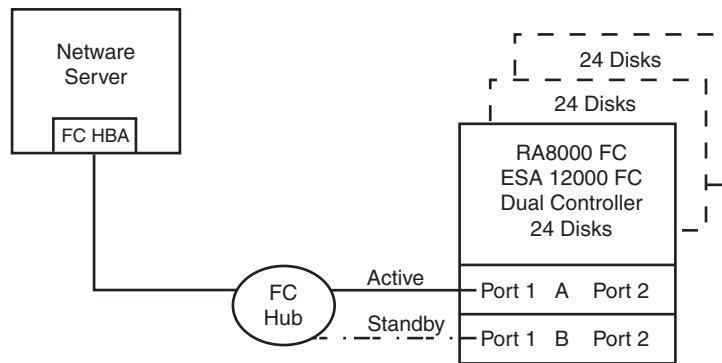 Netware
Server
FC HBA
24 Disks
24 Disks
RA8000 FC
ESA 12000 FC
Dual Controller
24 Disks
FC
Hub
Active
Standby
Port 1 A Port 2
Port 1 B Port 2